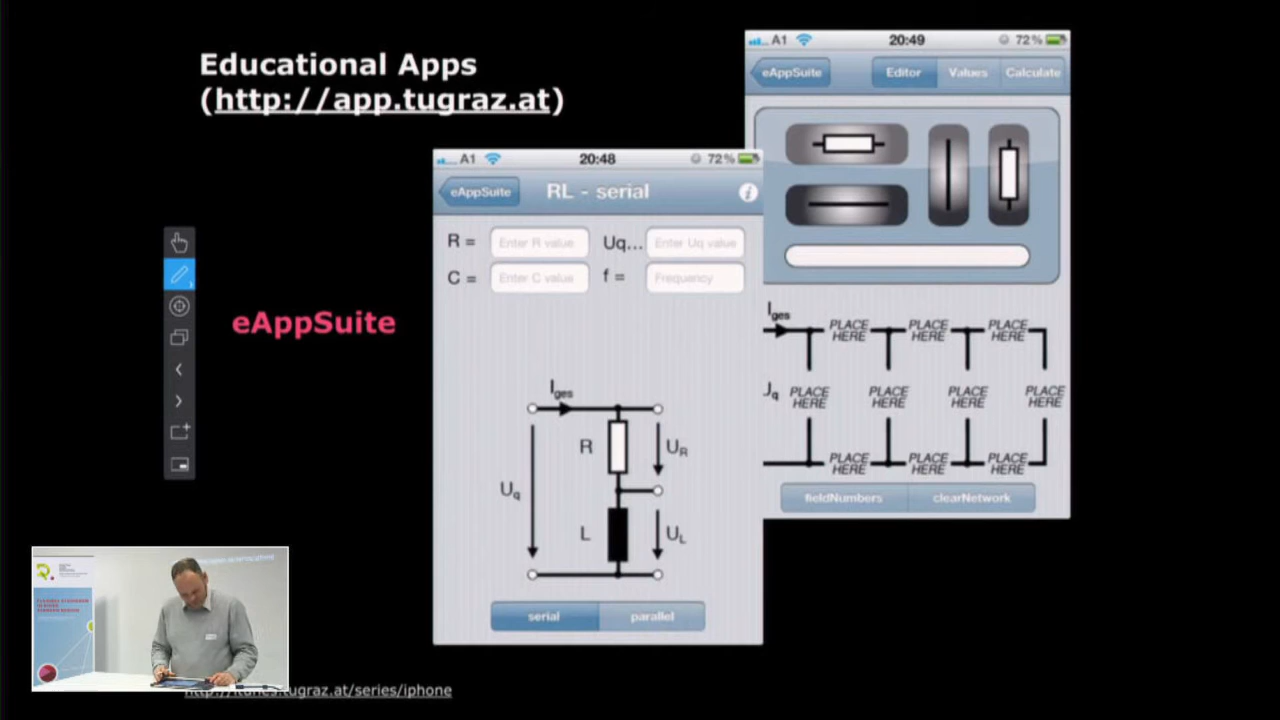 Educational Apps
(http://app.tugraz.at)
eAppSuite
A1 20:48 72%
eAppSuite RL - serial i
R = Enter R value Uq... Enter Uq value
C = Enter C value f = Frequency
Iges
R UR
Uq
L UL
serial parallel
A1 20:49 72%
eAppSuite Editor Values Calculate
Iges
PLACE HERE PLACE HERE PLACE HERE
Uq PLACE HERE PLACE HERE PLACE HERE PLACE HERE
PLACE HERE PLACE HERE PLACE HERE
fieldNumbers clearNetwork
http://itunes.tugraz.at/series/iphone